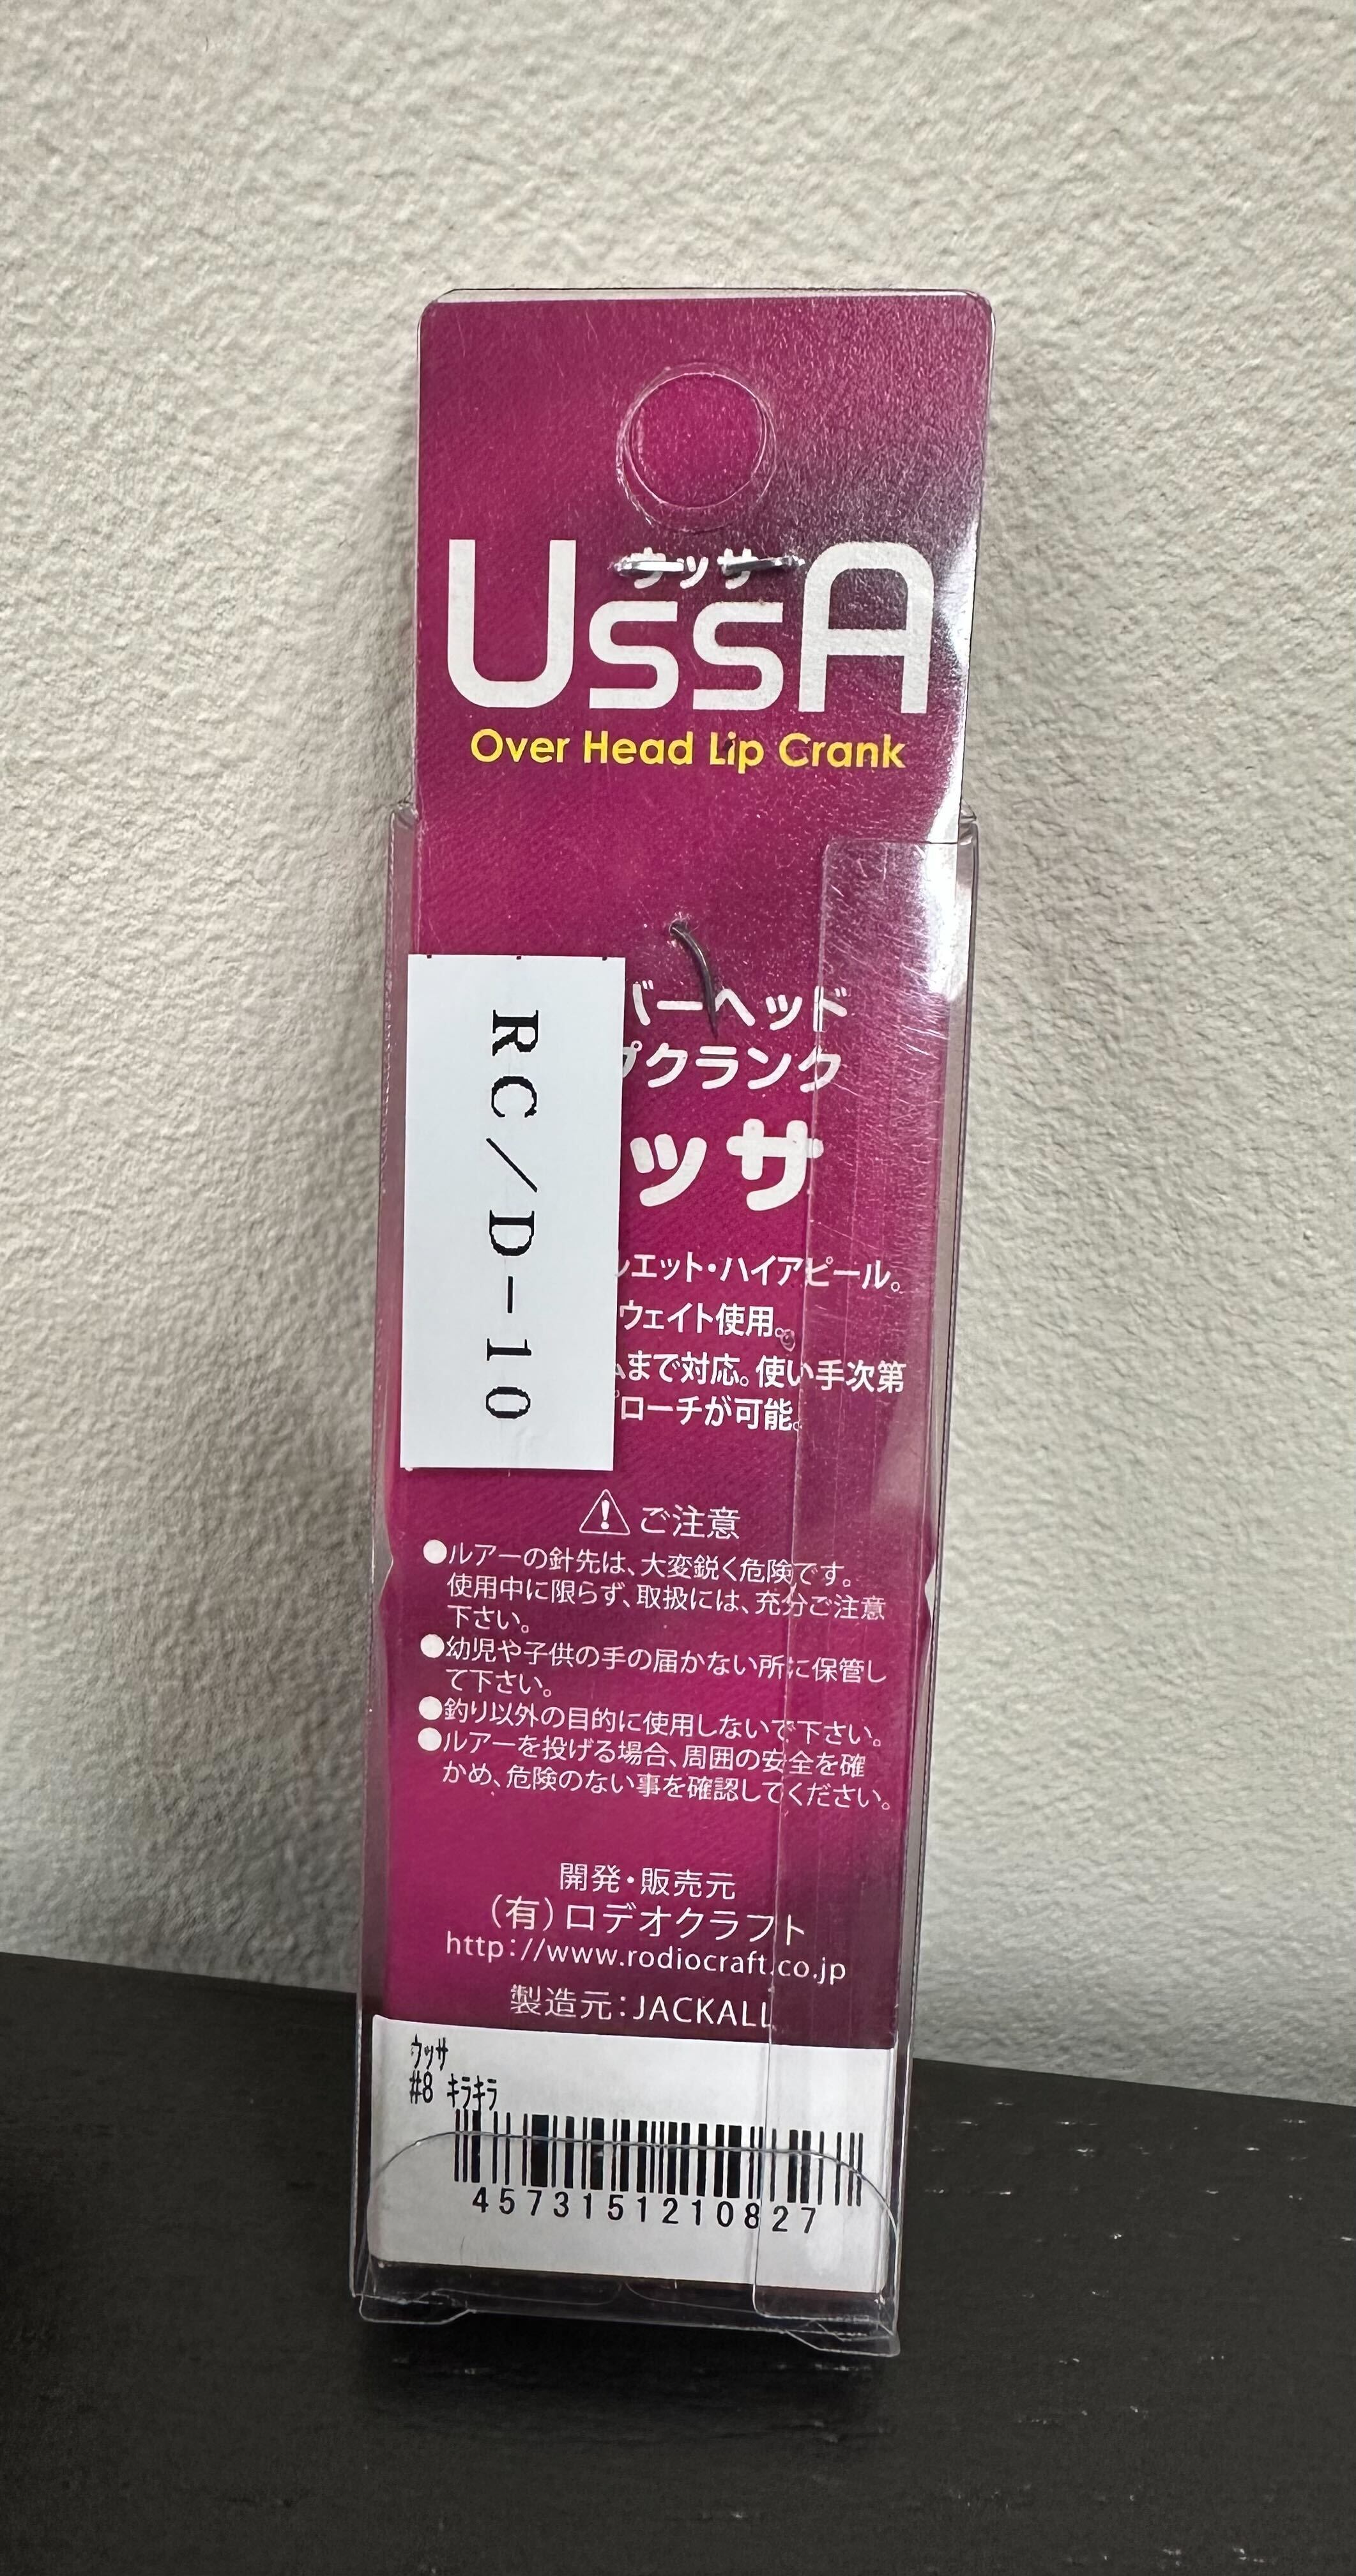 ウッサ
UssA
Over Head Lip Crank
RC/D-10
バーヘッド
プクランク
ッサ
エット・ハイアピール。
ウェイト使用。
まで対応。使い手次第
ローチが可能。
ご注意
●ルアーの針先は、大変鋭く危険です。
使用中に限らず、取扱には、充分ご注意
下さい。
●幼児や子供の手の届かない所に保管し
て下さい。
●釣り以外の目的に使用しないで下さい。
●ルアーを投げる場合、周囲の安全を確
かめ、危険のない事を確認してください。
開発・販売元
(有)ロデオクラフト
http://www.rodiocraft.co.jp
製造元:JACKALL
ウッサ
#8 キラキラ
4573151210827